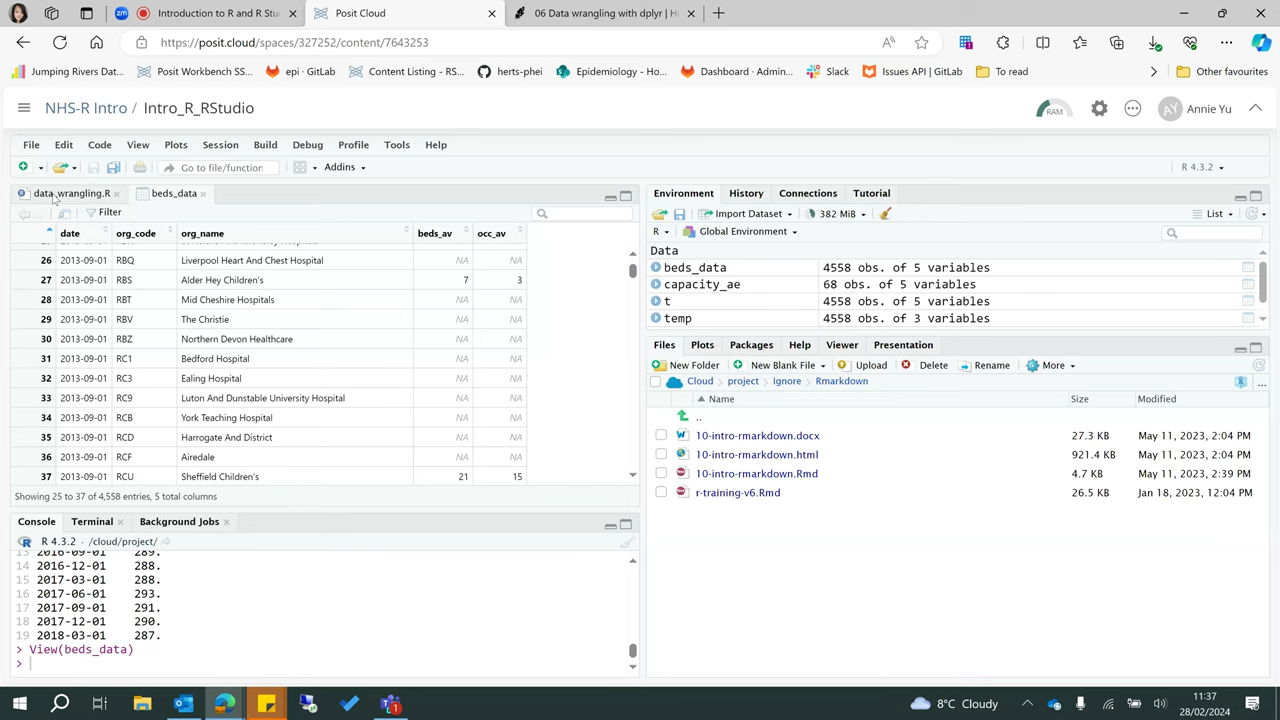 Introduction to R and R Stu
Posit Cloud
06 Data wrangling with dplyr | H
https://posit.cloud/spaces/327252/content/7643253
Jumping Rivers Dat...
Posit Workbench SS...
epi · GitLab
Content Listing - RS...
herts-phei
Epidemiology - Ho...
Dashboard · Admin...
Slack
Issues API | GitLab
To read
Other favourites
NHS-R Intro / Intro_R_RStudio
RAM
AY
Annie Yu
File Edit Code View Plots Session Build Debug Profile Tools Help
Go to file/function
Addins
R 4.3.2
data_wrangling.R
beds_data
Filter
date org_code org_name beds_av occ_av
26 2013-09-01 RBQ Liverpool Heart And Chest Hospital NA NA
27 2013-09-01 RBS Alder Hey Children's 7 3
28 2013-09-01 RBT Mid Cheshire Hospitals NA NA
29 2013-09-01 RBV The Christie NA NA
30 2013-09-01 RBZ Northern Devon Healthcare NA NA
31 2013-09-01 RC1 Bedford Hospital NA NA
32 2013-09-01 RC3 Ealing Hospital NA NA
33 2013-09-01 RC9 Luton And Dunstable University Hospital NA NA
34 2013-09-01 RCB York Teaching Hospital NA NA
35 2013-09-01 RCD Harrogate And District NA NA
36 2013-09-01 RCF Airedale NA NA
37 2013-09-01 RCU Sheffield Children's 21 15
Showing 25 to 37 of 4,558 entries, 5 total columns
Console Terminal Background Jobs
R 4.3.2 · /cloud/project/
13 2016-09-01 289.
14 2016-12-01 288.
15 2017-03-01 288.
16 2017-06-01 293.
17 2017-09-01 291.
18 2017-12-01 290.
19 2018-03-01 287.
> View(beds_data)
>
Environment History Connections Tutorial
Import Dataset
382 MiB
List
R
Global Environment
Data
beds_data 4558 obs. of 5 variables
capacity_ae 68 obs. of 5 variables
t 4558 obs. of 5 variables
temp 4558 obs. of 3 variables
Files Plots Packages Help Viewer Presentation
New Folder New Blank File Upload Delete Rename More
Cloud project Ignore Rmarkdown
Name Size Modified
..
10-intro-rmarkdown.docx 27.3 KB May 11, 2023, 2:04 PM
10-intro-rmarkdown.html 921.4 KB May 11, 2023, 2:04 PM
10-intro-rmarkdown.Rmd 4.7 KB May 11, 2023, 2:39 PM
r-training-v6.Rmd 26.5 KB Jan 18, 2023, 12:04 PM
8°C Cloudy
11:37
28/02/2024